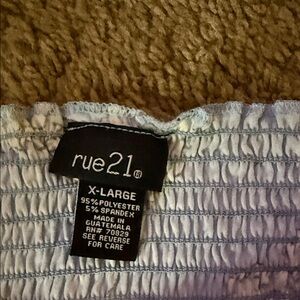 rue21®
X-LARGE
95% POLYESTER
5% SPANDEX
MADE IN
GUATEMALA
RN# 70829
SEE REVERSE
FOR CARE